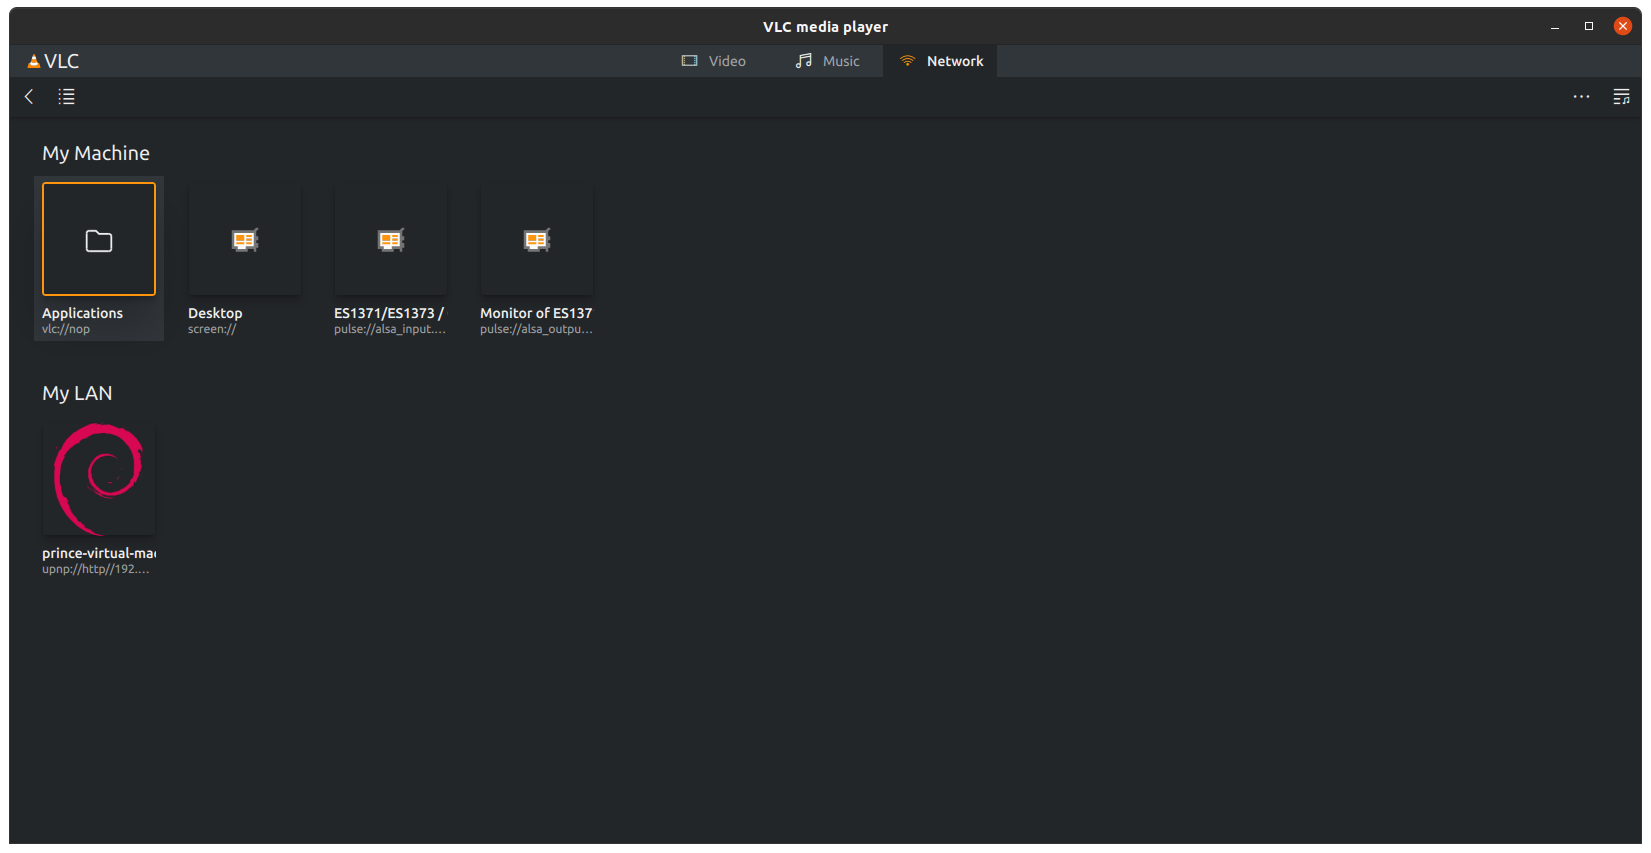 VLC media player
VLC
Video
Music
Network
My Machine
Applications
vlc://nop
Desktop
screen://
ES1371/ES1373 /
pulse://alsa_input....
Monitor of ES137
pulse://alsa_outpu...
My LAN
prince-virtual-mac
upnp://http//192....